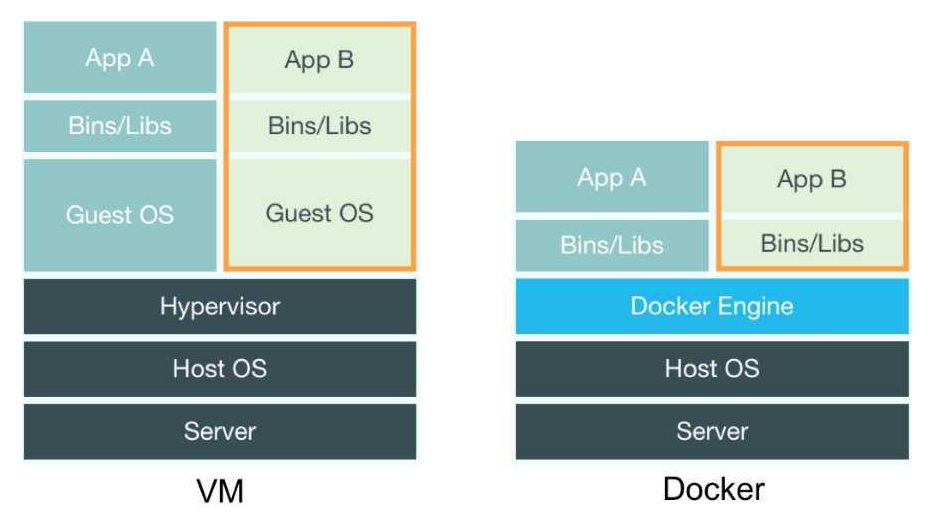 App A
App B
Bins/Libs
Bins/Libs
Guest OS
Guest OS
Hypervisor
Host OS
Server
VM
App A
App B
Bins/Libs
Bins/Libs
Docker Engine
Host OS
Server
Docker